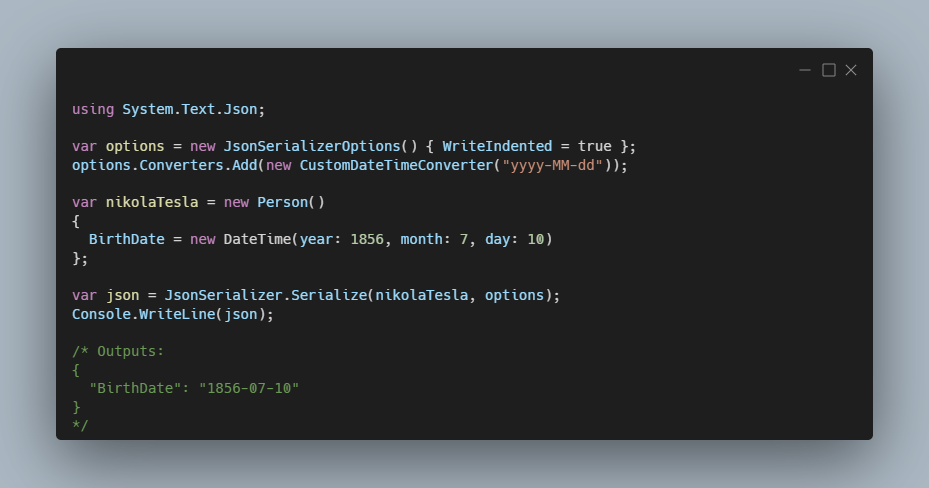 using System.Text.Json;

var options = new JsonSerializerOptions() { WriteIndented = true };
options.Converters.Add(new CustomDateTimeConverter("yyyy-MM-dd"));

var nikolaTesla = new Person()
{
  BirthDate = new DateTime(year: 1856, month: 7, day: 10)
};

var json = JsonSerializer.Serialize(nikolaTesla, options);
Console.WriteLine(json);

/* Outputs:
{
  "BirthDate": "1856-07-10"
}
*/